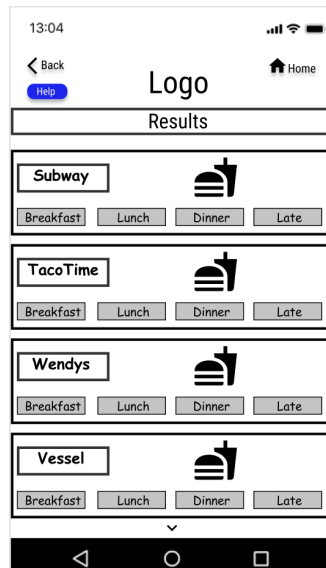 13:04
Back
Home
Help
Logo
Results
Subway
Breakfast Lunch Dinner Late
TacoTime
Breakfast Lunch Dinner Late
Wendys
Breakfast Lunch Dinner Late
Vessel
Breakfast Lunch Dinner Late